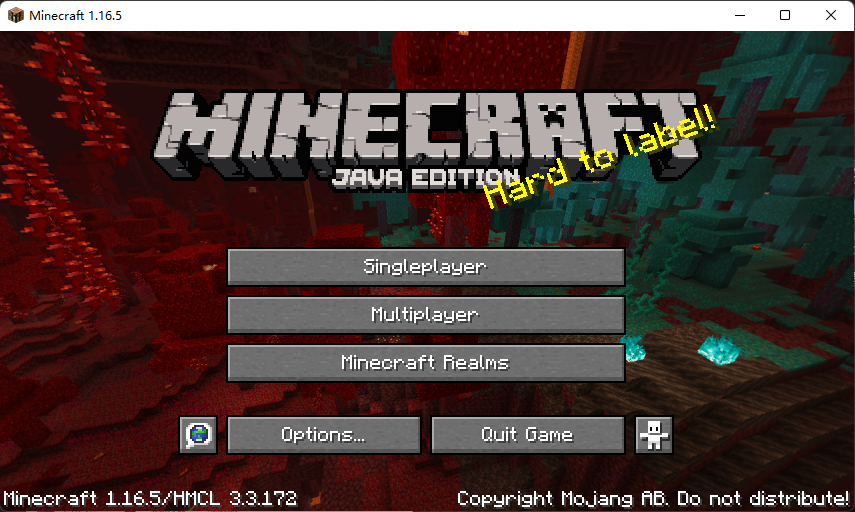 Minecraft 1.16.5
MINECRAFT
JAVA EDITION
Hard to label!
Singleplayer
Multiplayer
Minecraft Realms
Options...
Quit Game
Minecraft 1.16.5/HMCL 3.3.172
Copyright Mojang AB. Do not distribute!